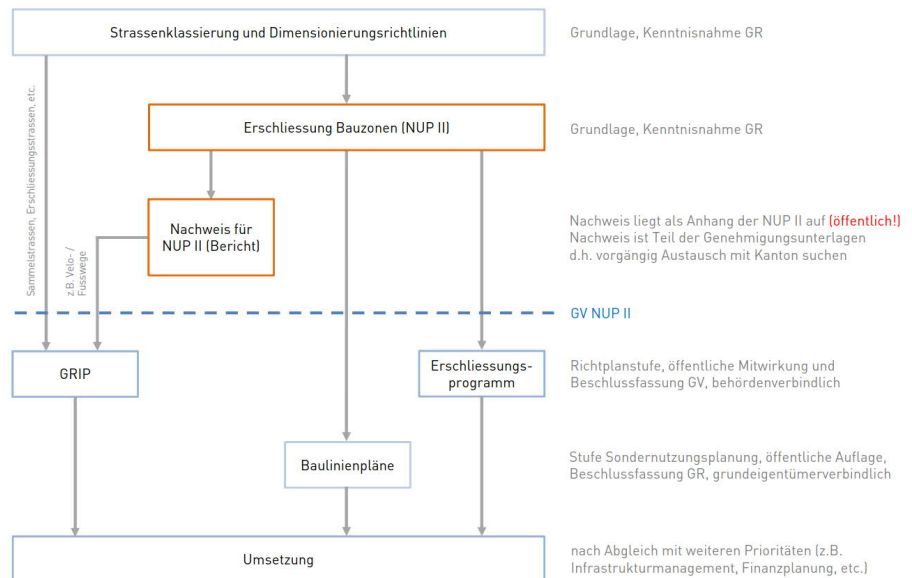 Strassenklassierung und Dimensionierungsrichtlinien
Grundlage, Kenntnisnahme GR
Sammelstrassen, Erschliessungsstrassen, etc.
Erschliessung Bauzonen (NUP II)
Grundlage, Kenntnisnahme GR
Nachweis für
NUP II (Bericht)
Nachweis liegt als Anhang der NUP II auf (öffentlich!)
Nachweis ist Teil der Genehmigungsunterlagen
d.h. vorgängig Austausch mit Kanton suchen
z.B. Velo- /
Fusswege
GV NUP II
GRIP
Erschliessungs-
programm
Richtplanstufe, öffentliche Mitwirkung und
Beschlussfassung GV, behördenverbindlich
Baulinienpläne
Stufe Sondernutzungsplanung, öffentliche Auflage,
Beschlussfassung GR, grundeigentümerverbindlich
Umsetzung
nach Abgleich mit weiteren Prioritäten (z.B.
Infrastrukturmanagement, Finanzplanung, etc.)